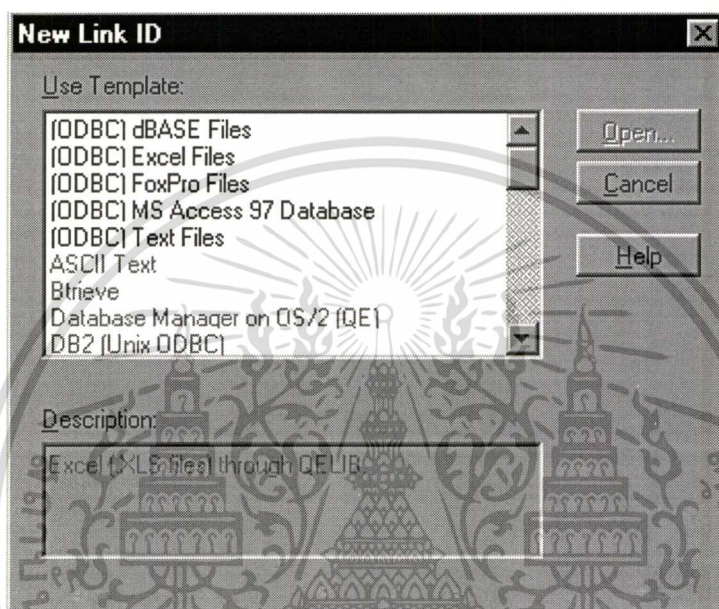 New Link ID
Use Template:
(ODBC) dBASE Files
(ODBC) Excel Files
(ODBC) FoxPro Files
(ODBC) MS Access 97 Database
(ODBC) Text Files
ASCII Text
Btrieve
Database Manager on OS/2 (QE)
DB2 (Unix ODBC)
Open...
Cancel
Help
Description:
Excel (.XLS files) through QELIB.